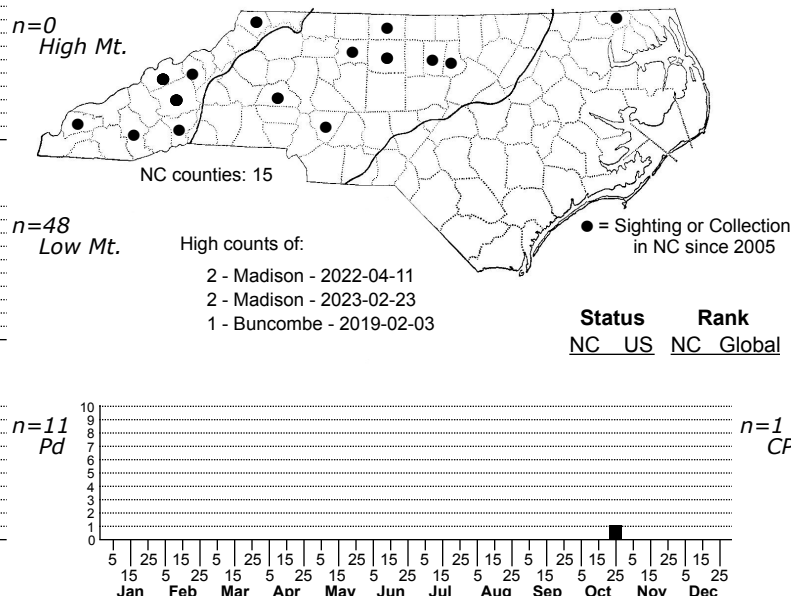 n=0
High Mt.
NC counties: 15
n=48
Low Mt.
● = Sighting or Collection
in NC since 2005
High counts of:
2 - Madison - 2022-04-11
2 - Madison - 2023-02-23
1 - Buncombe - 2019-02-03
Status Rank
NC US NC Global
n=11
Pd
n=1
CP
10
9
8
7
6
5
4
3
2
1
0
5 25 15 5 25 15 5 25 15 5 25 15 5 25 15 5 25 15
15 5 25 15 5 25 15 5 25 15 5 25 15 5 25 15 5 25
Jan Feb Mar Apr May Jun Jul Aug Sep Oct Nov Dec